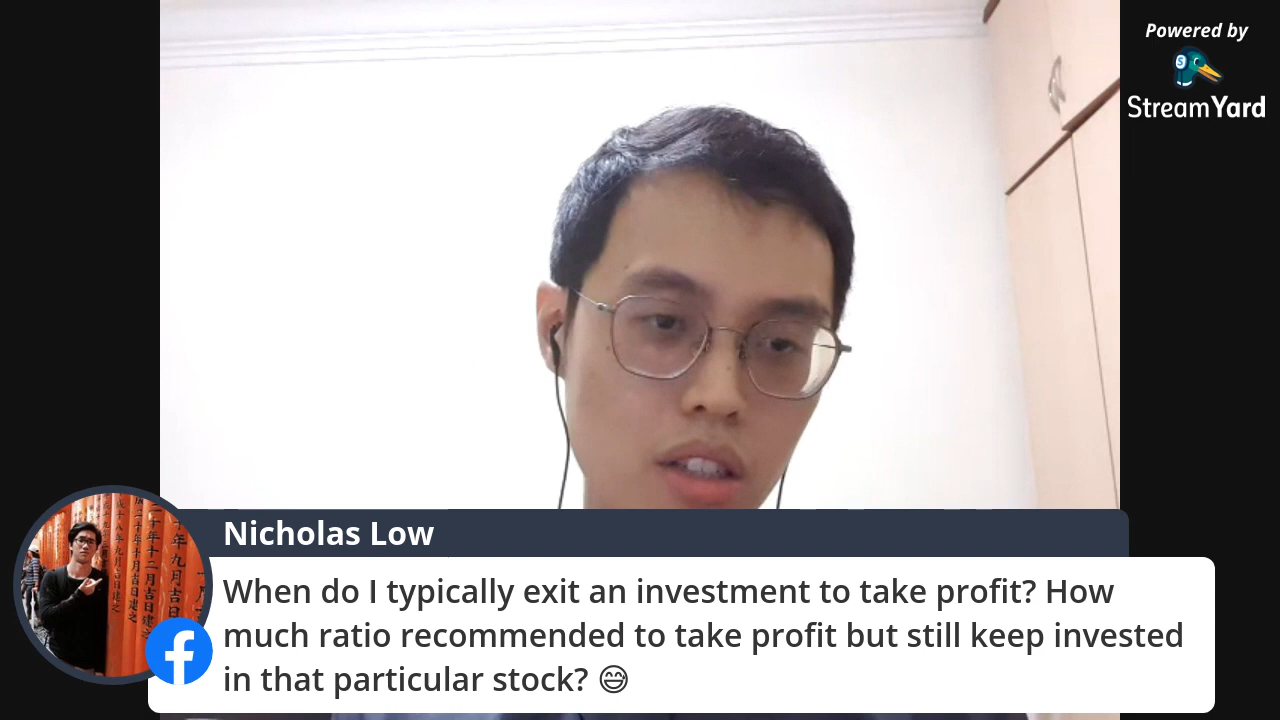 Powered by
StreamYard
Nicholas Low
When do I typically exit an investment to take profit? How
much ratio recommended to take profit but still keep invested
in that particular stock? 😅